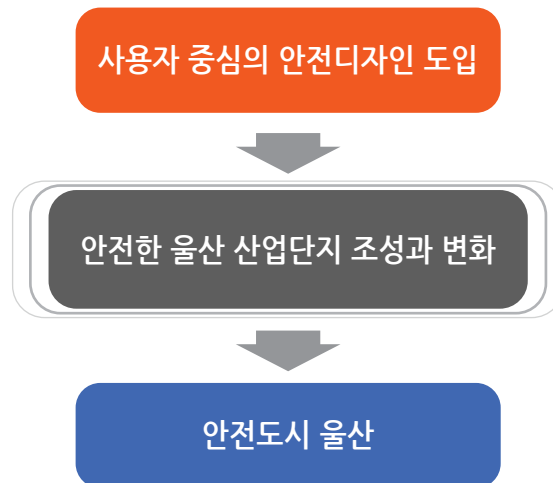 사용자 중심의 안전디자인 도입
안전한 울산 산업단지 조성과 변화
안전도시 울산